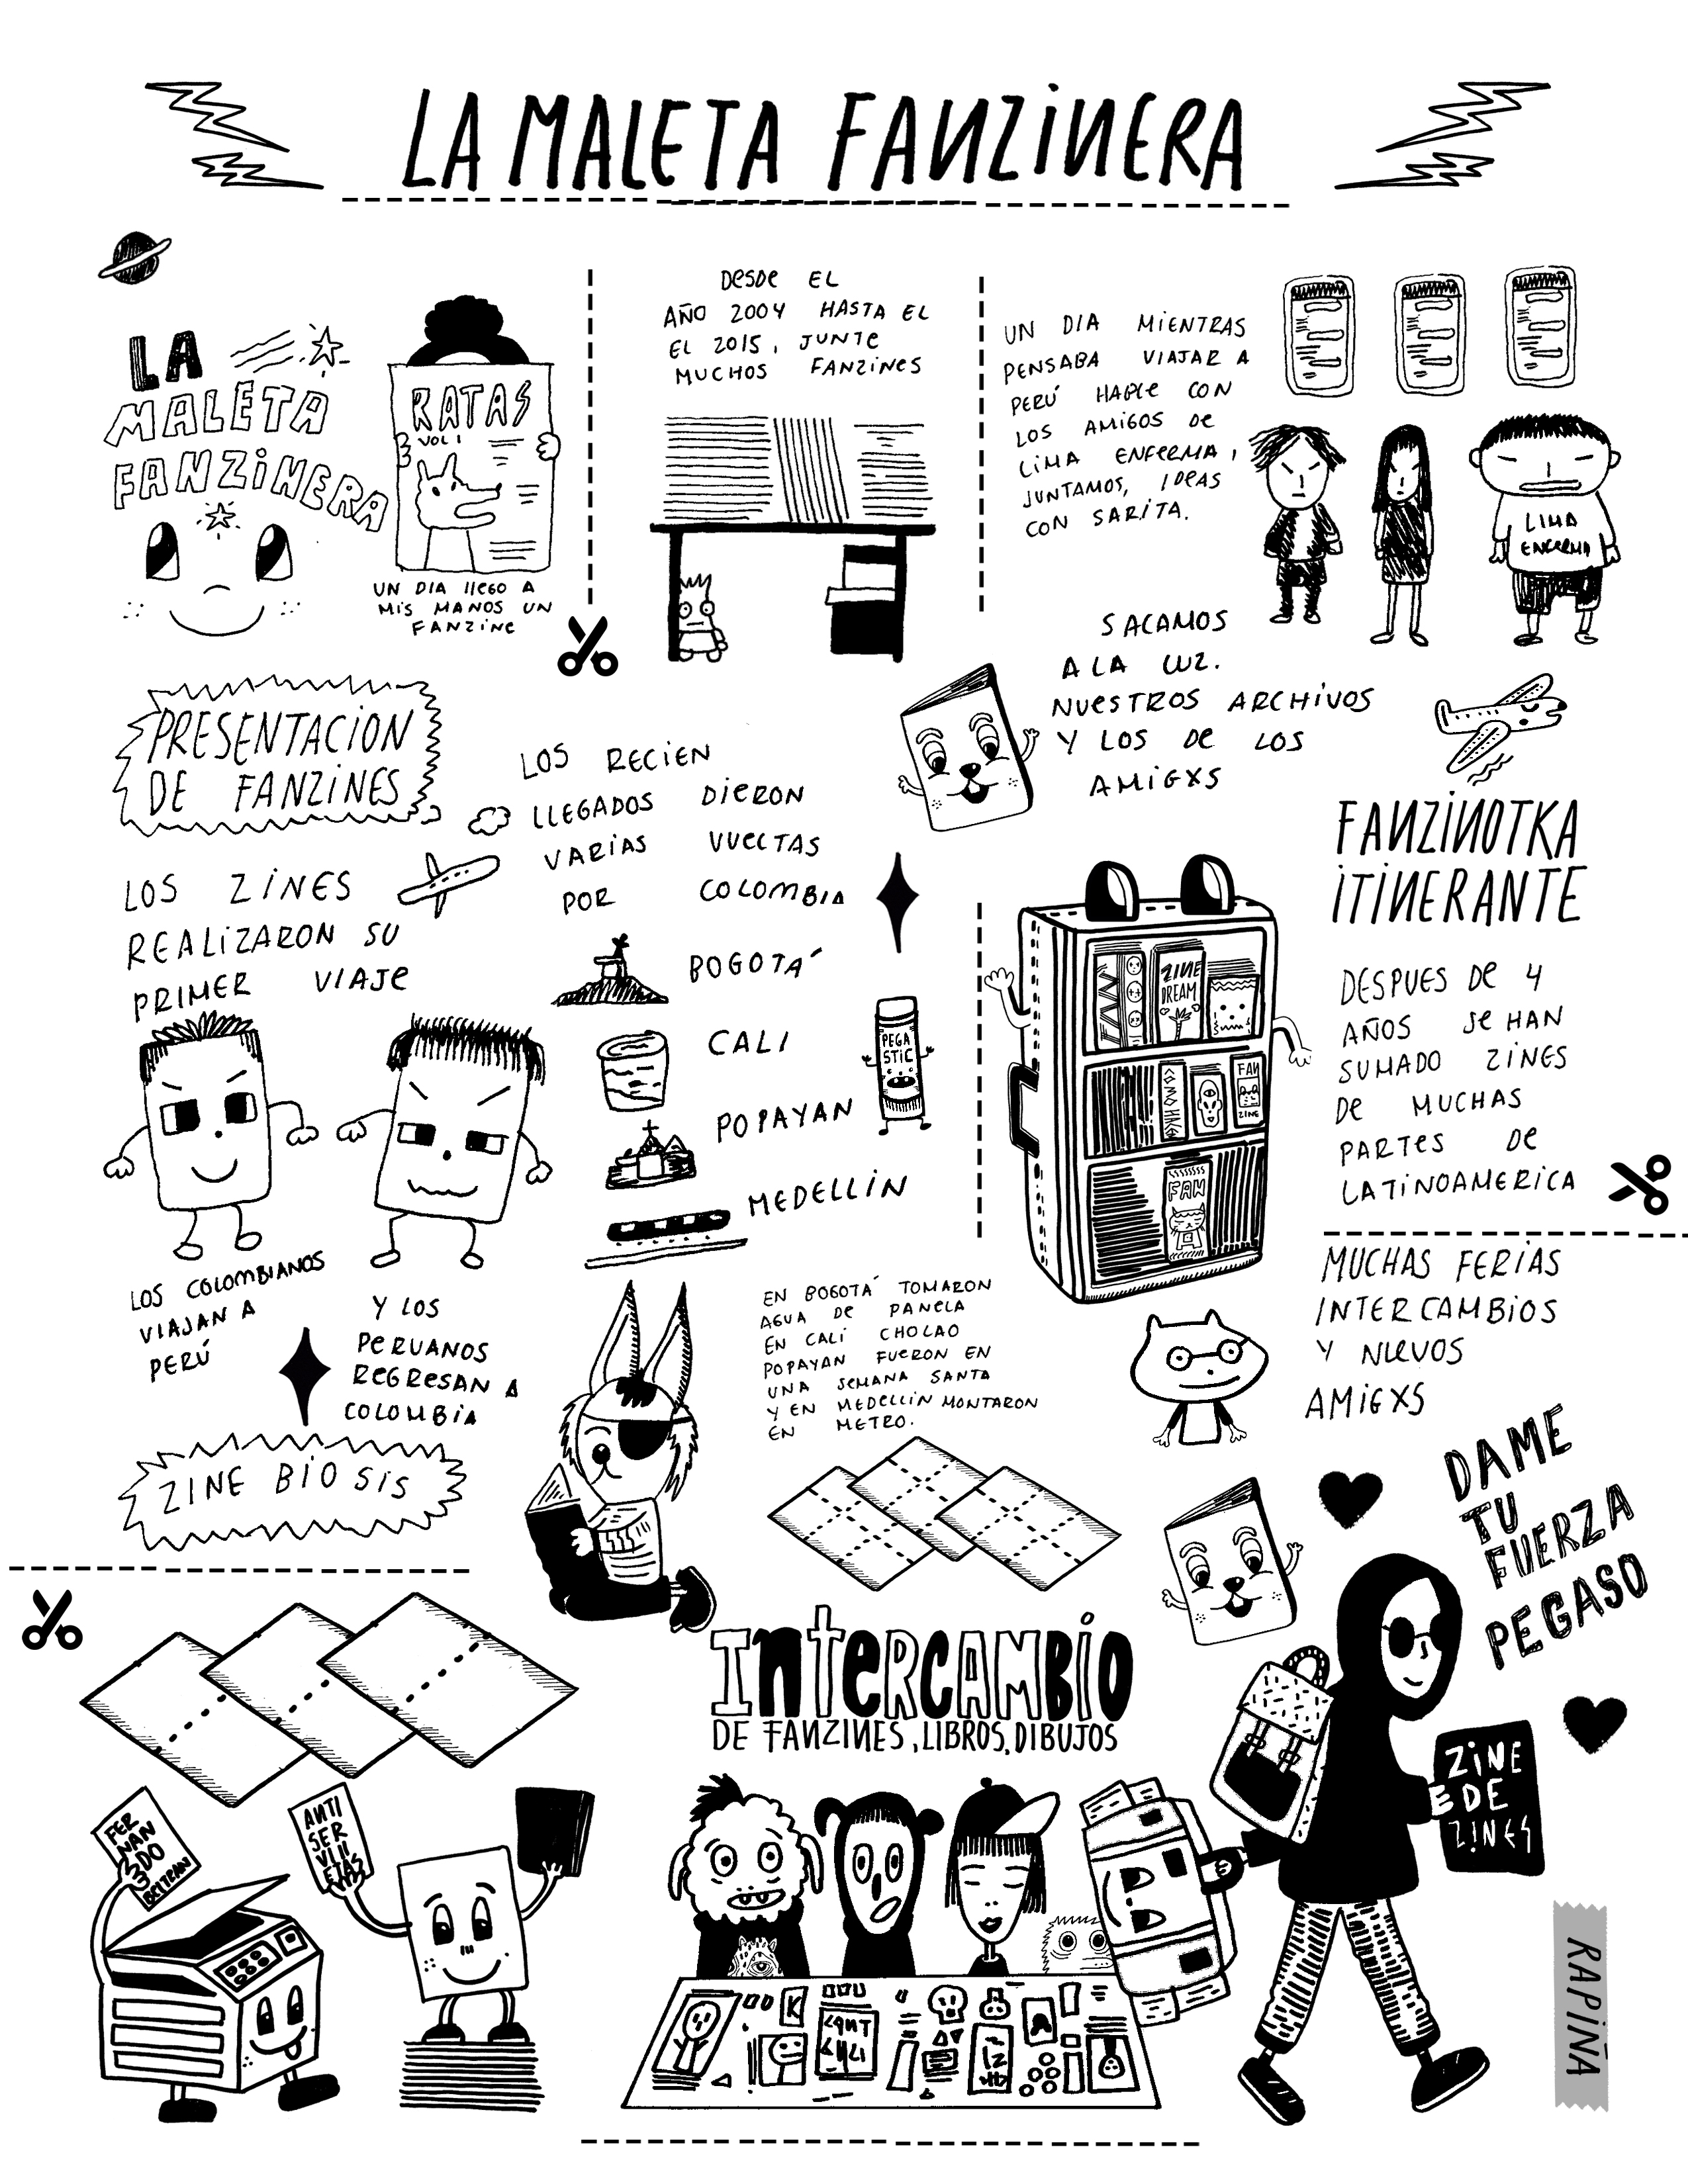 LA MALETA FANZINERA
LA
MALETA
FANZINERA
RATAS
VOL 1
UN DIA llEGO A
MIS MANOS UN
FANZINE
DESDE EL
AÑO 2004 HASTA EL
EL 2015, JUNTE
MUCHOS FANZINES
UN DIA MIENTRAS
PENSABA VIAJAR A
PERÚ HABLE CON
LOS AMIGOS DE
LIMA ENFERMA,
JUNTAMOS, IDEAS
CON SARITA.
LIMA
ENFERMA
SACAMOS
A LA LUZ.
NUESTROS ARCHIVOS
Y LOS DE LOS
AMIGXS
PRESENTACION
DE FANZINES
LOS ZINES
REALIZARON SU
PRIMER VIAJE
LOS COLOMBIANOS
VIAJAN A
PERÚ
Y LOS
PERUANOS
REGRESAN A
COLOMBIA
ZINE BIO SIS
LOS RECIEN
LLEGADOS DIERON
VARIAS VUELTAS
POR COLOMBIA
BOGOTÁ
CALI
POPAYAN
MEDELLIN
PEGA
STIC
EN BOGOTÁ TOMARON
AGUA DE PANELA
EN CALI CHOLAO
POPAYAN FUERON EN
UNA SEMANA SANTA
Y EN MEDELLIN MONTARON
EN METRO.
ZINE
DREAM
FAN
ZINE
FAN
FANZINOTKA
ITINERANTE
DESPUES DE 4
AÑOS SE HAN
SUMADO ZINES
DE MUCHAS
PARTES DE
LATINOAMERICA
MUCHAS FERIAS
INTERCAMBIOS
Y NUEVOS
AMIGXS
DAME
TU
FUERZA
PEGASO
INTERCAMBIO
DE FANZINES, LIBROS, DIBUJOS
FER
NAN
DO
BELTRAN
ANTI
SER
VILL
ETAS
K
ZINE
DE
ZINES
RAPIÑA